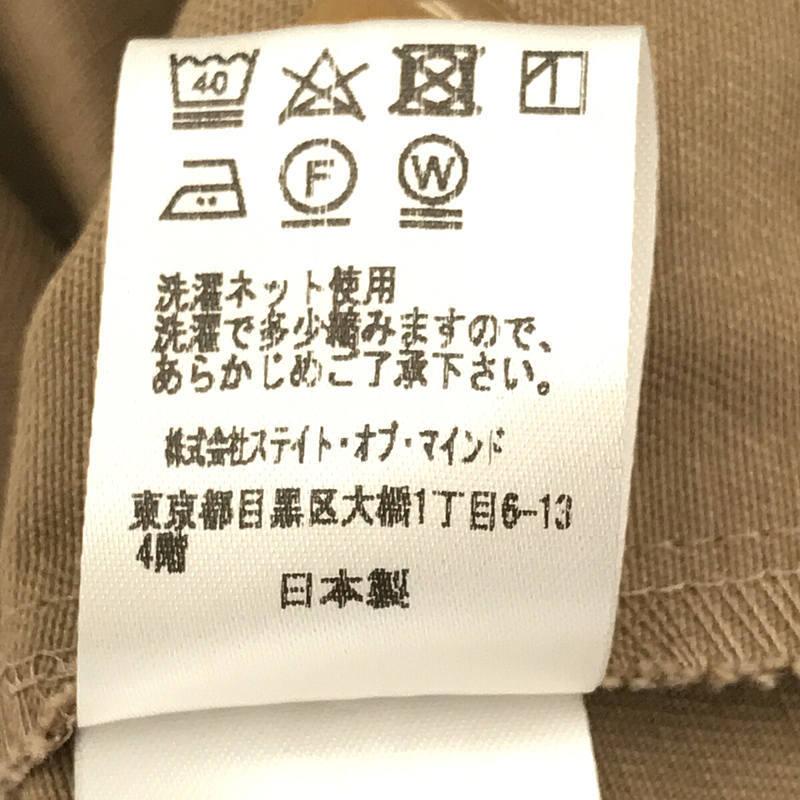 40
F W
洗濯ネット使用
洗濯で多少縮みますので、
あらかじめご了承下さい。
株式会社ステイト・オブ・マインド
東京都目黒区大橋1丁目6-13
4階
日本製